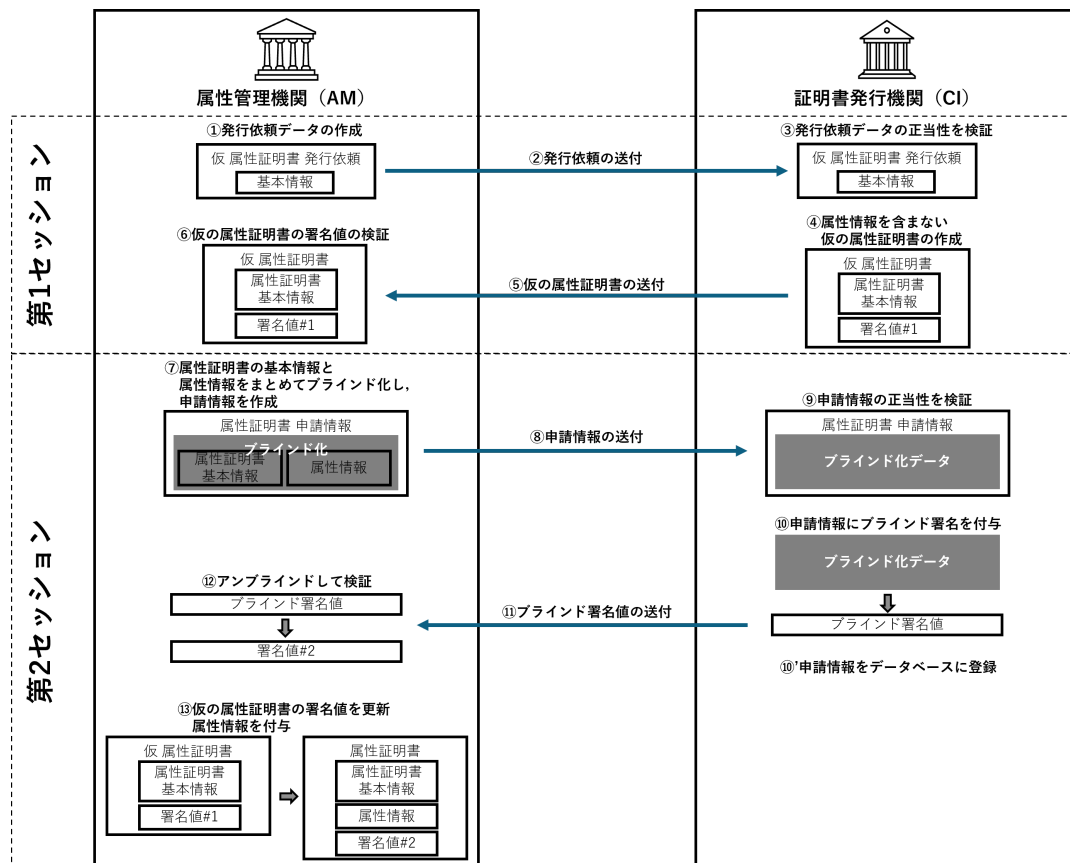 属性管理機関（AM）
証明書発行機関（CI）
第1セッション
①発行依頼データの作成
仮 属性証明書 発行依頼
基本情報
②発行依頼の送付
③発行依頼データの正当性を検証
仮 属性証明書 発行依頼
基本情報
④属性情報を含まない
仮の属性証明書の作成
仮 属性証明書
属性証明書
基本情報
署名値#1
⑤仮の属性証明書の送付
⑥仮の属性証明書の署名値の検証
仮 属性証明書
属性証明書
基本情報
署名値#1
第2セッション
⑦属性証明書の基本情報と
属性情報をまとめてブラインド化し,
申請情報を作成
属性証明書 申請情報
ブラインド化
属性証明書
基本情報
属性情報
⑧申請情報の送付
⑨申請情報の正当性を検証
属性証明書 申請情報
ブラインド化データ
⑩申請情報にブラインド署名を付与
ブラインド化データ
ブラインド署名値
⑩’申請情報をデータベースに登録
⑪ブラインド署名値の送付
⑫アンブラインドして検証
ブラインド署名値
署名値#2
⑬仮の属性証明書の署名値を更新
属性情報を付与
仮 属性証明書
属性証明書
基本情報
署名値#1
属性証明書
属性証明書
基本情報
属性情報
署名値#2